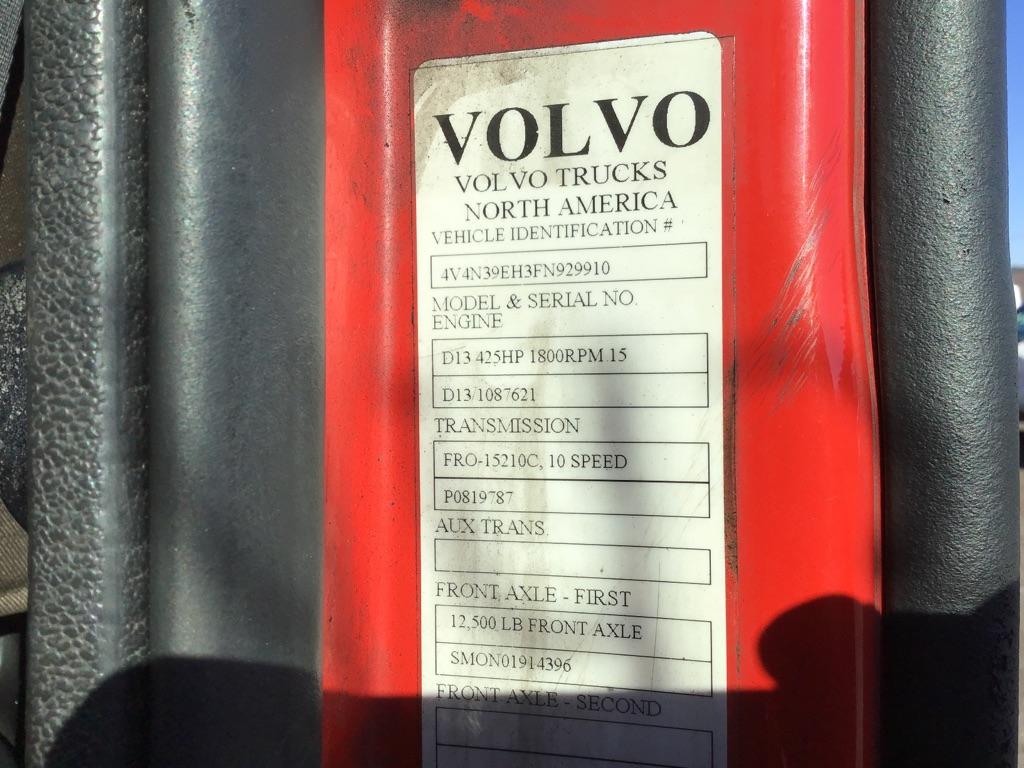 VOLVO
VOLVO TRUCKS
NORTH AMERICA
VEHICLE IDENTIFICATION #
4V4N39EH3FN929910
MODEL & SERIAL NO.
ENGINE
D13 425HP 1800RPM 15
D13/1087621
TRANSMISSION
FRO-15210C, 10 SPEED
P0819787
AUX TRANS.
FRONT AXLE - FIRST
12,500 LB FRONT AXLE
SMON01914396
FRONT AXLE - SECOND